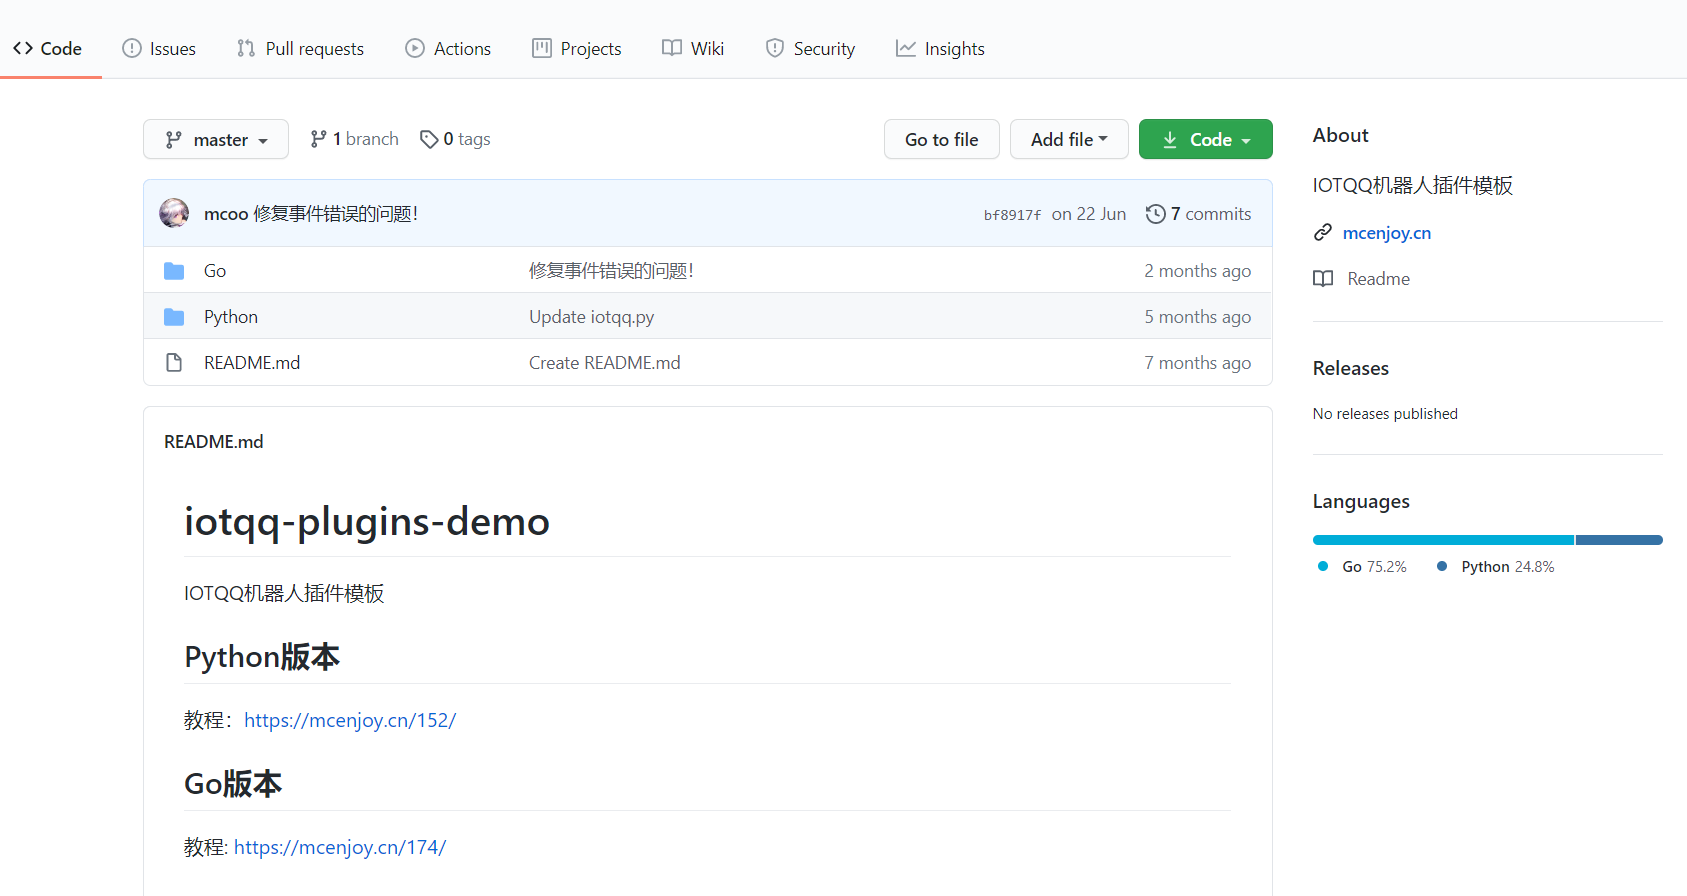 Code Issues Pull requests Actions Projects Wiki Security Insights
master 1 branch 0 tags Go to file Add file Code
mcoo 修复事件错误的问题！ bf8917f on 22 Jun 7 commits
Go 修复事件错误的问题！ 2 months ago
Python Update iotqq.py 5 months ago
README.md Create README.md 7 months ago
README.md
iotqq-plugins-demo
IOTQQ机器人插件模板
Python版本
教程：https://mcenjoy.cn/152/
Go版本
教程: https://mcenjoy.cn/174/
About
IOTQQ机器人插件模板
mcenjoy.cn
Readme
Releases
No releases published
Languages
Go 75.2% Python 24.8%